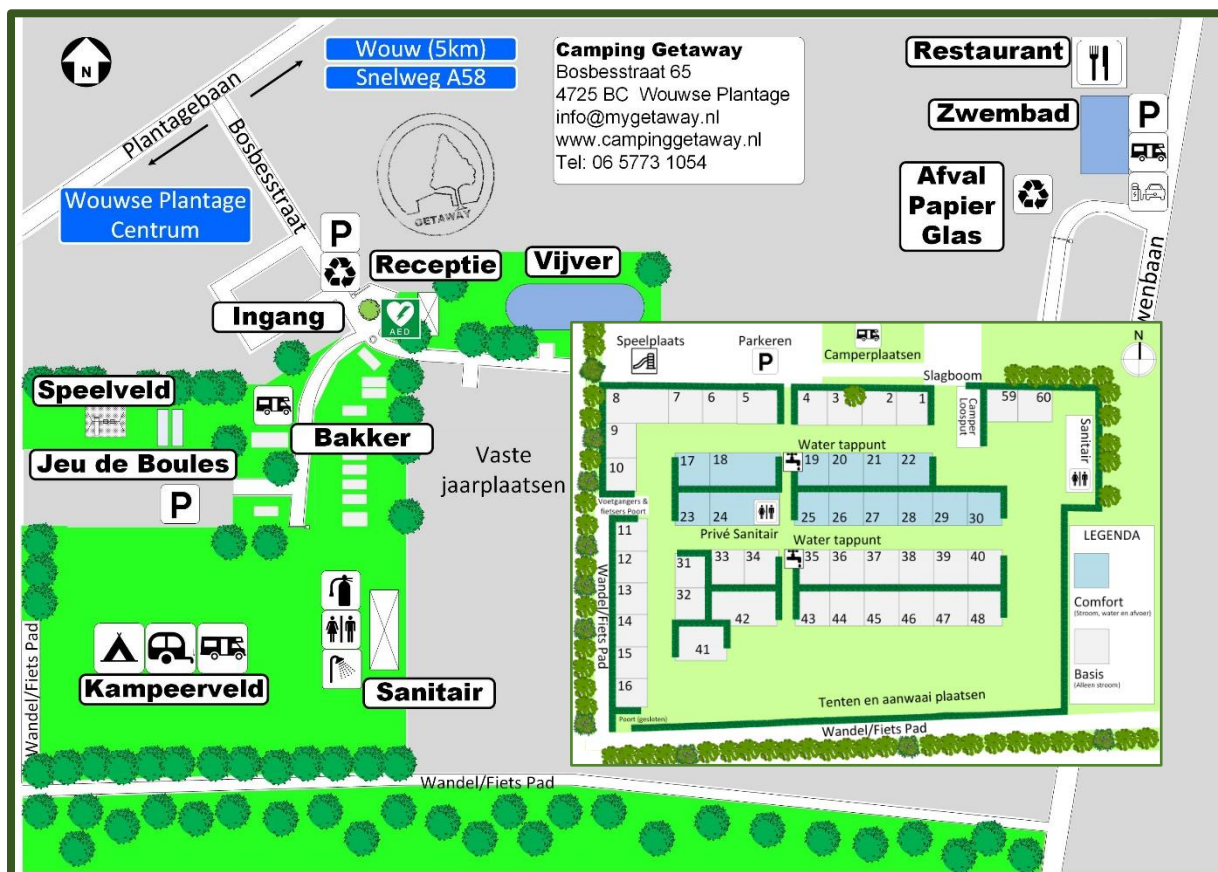 N
Wouw (5km)
Snelweg A58
Plantagebaan
Bosbesstraat
Wouwse Plantage
Centrum
GETAWAY
Camping Getaway
Bosbesstraat 65
4725 BC Wouwse Plantage
info@mygetaway.nl
www.campinggetaway.nl
Tel: 06 5773 1054
Restaurant
Zwembad
P
Afval
Papier
Glas
wenbaan
P
Receptie
Vijver
Ingang
AED
Speelveld
Bakker
Jeu de Boules
P
Vaste
jaarplaatsen
Kampeerveld
Sanitair
Wandel/Fiets Pad
Wandel/Fiets Pad
Speelplaats
Parkeren
P
Camperplaatsen
N
Slagboom
8 7 6 5 4 3 2 1
Camper
Loosput
59 60
Sanitair
9
10
Water tappunt
17 18 19 20 21 22
Voetgangers &
fietsers Poort
23 24 25 26 27 28 29 30
Privé Sanitair
Water tappunt
11
12
13
14
15
16
31 33 34 35 36 37 38 39 40
32 42 43 44 45 46 47 48
41
Wandel/Fiets Pad
LEGENDA
Comfort
(Stroom, water en afvoer)
Basis
(Alleen stroom)
Tenten en aanwaai plaatsen
Poort (gesloten)
Wandel/Fiets Pad